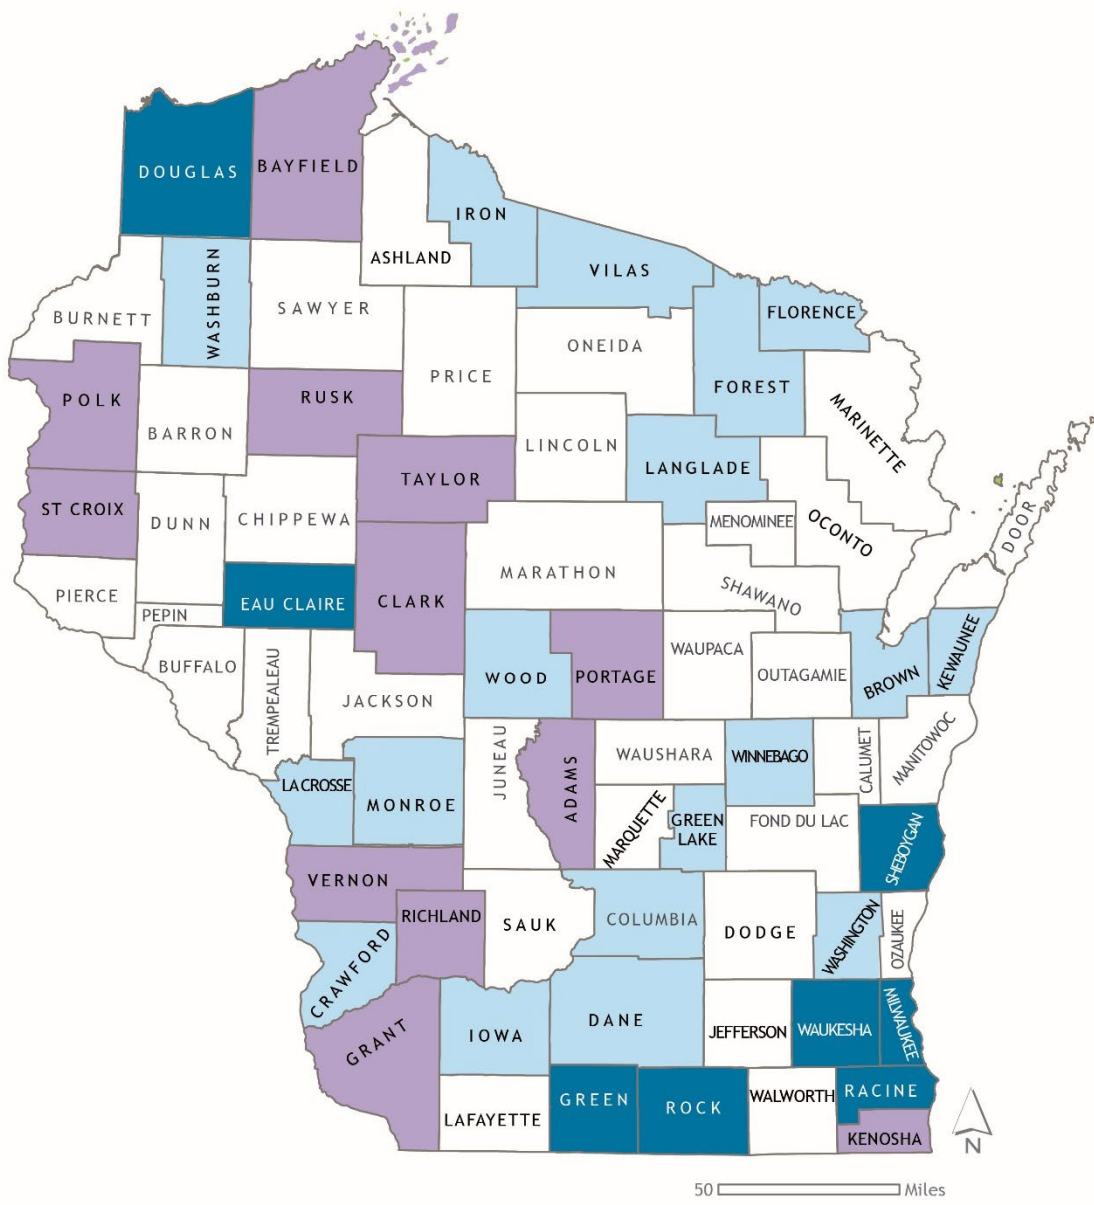 DOUGLAS
BAYFIELD
IRON
ASHLAND
VILAS
WASHBURN
SAWYER
BURNETT
FLORENCE
ONEIDA
PRICE
FOREST
POLK
RUSK
BARRON
MARINETTE
LINCOLN
LANGLADE
TAYLOR
ST CROIX
DUNN
CHIPPEWA
MENOMINEE
OCONTO
DOOR
MARATHON
SHAWANO
PIERCE
EAU CLAIRE
CLARK
PEPIN
BUFFALO
TREMPEALEAU
JACKSON
WOOD
PORTAGE
WAUPACA
OUTAGAMIE
BROWN
KEWAUNEE
JUNEAU
ADAMS
WAUSHARA
WINNEBAGO
CALUMET
MANITOWOC
LA CROSSE
MONROE
MARQUETTE
GREEN
LAKE
FOND DU LAC
SHEBOYGAN
VERNON
RICHLAND
SAUK
COLUMBIA
DODGE
WASHINGTON
OZAUKEE
CRAWFORD
GRANT
IOWA
DANE
JEFFERSON
WAUKESHA
MILWAUKEE
LAFAYETTE
GREEN
ROCK
WALWORTH
RACINE
KENOSHA
N
50 Miles